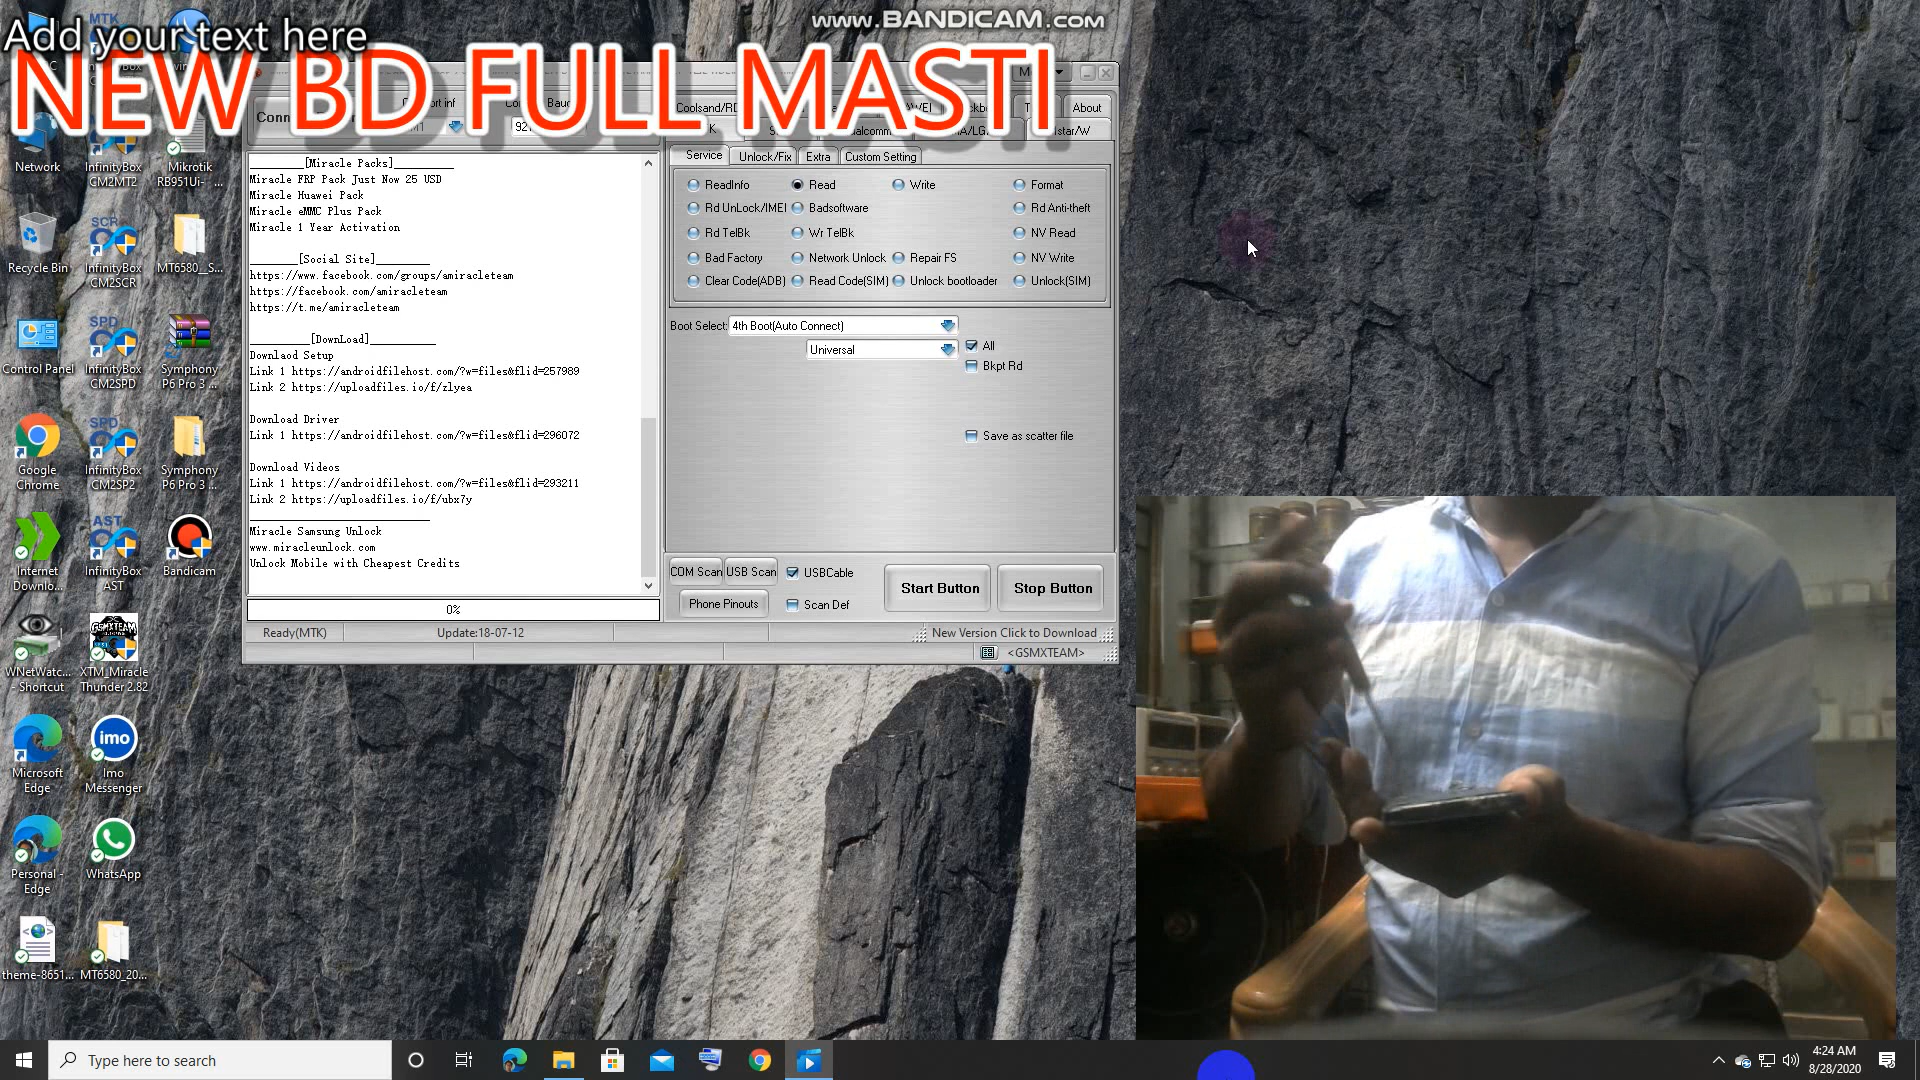 www.BANDICAM.com
Add your text here
NEW BD FULL MASTI
Network
InfinityBox CM2MT2
Mikrotik RB951Ui- ...
Recycle Bin
InfinityBox CM2SCR
MT6580__S...
Control Panel
InfinityBox CM2SPD
Symphony P6 Pro 3 ...
Google Chrome
InfinityBox CM2SP2
Symphony P6 Pro 3 ...
Internet Downlo...
InfinityBox AST
Bandicam
WNetWatc... - Shortcut
XTM_Miracle Thunder 2.82
Microsoft Edge
Imo Messenger
Personal - Edge
WhatsApp
theme-8651...
MT6580_20...
About
[Miracle Packs]
Miracle FRP Pack Just Now 25 USD
Miracle Huawei Pack
Miracle eMMC Plus Pack
Miracle 1 Year Activation
[Social Site]
https://www.facebook.com/groups/amiracleteam
https://facebook.com/amiracleteam
https://t.me/amiracleteam
[DownLoad]
Downlaod Setup
Link 1 https://androidfilehost.com/?w=files&flid=257989
Link 2 https://uploadfiles.io/f/zlyea
Download Driver
Link 1 https://androidfilehost.com/?w=files&flid=296072
Download Videos
Link 1 https://androidfilehost.com/?w=files&flid=293211
Link 2 https://uploadfiles.io/f/ubx7y
Miracle Samsung Unlock
www.miracleunlock.com
Unlock Mobile with Cheapest Credits
0%
Ready(MTK) Update:18-07-12 New Version Click to Download
<GSMXTEAM>
Service Unlock/Fix Extra Custom Setting
ReadInfo Read Write Format
Rd UnLock/IMEI Badsoftware Rd Anti-theft
Rd TelBk Wr TelBk NV Read
Bad Factory Network Unlock Repair FS NV Write
Clear Code(ADB) Read Code(SIM) Unlock bootloader Unlock(SIM)
Boot Select: 4th Boot(Auto Connect)
Universal All
Bkpt Rd
Save as scatter file
COM Scan USB Scan USBCable
Start Button Stop Button
Phone Pinouts Scan Def
Type here to search
4:24 AM
8/28/2020